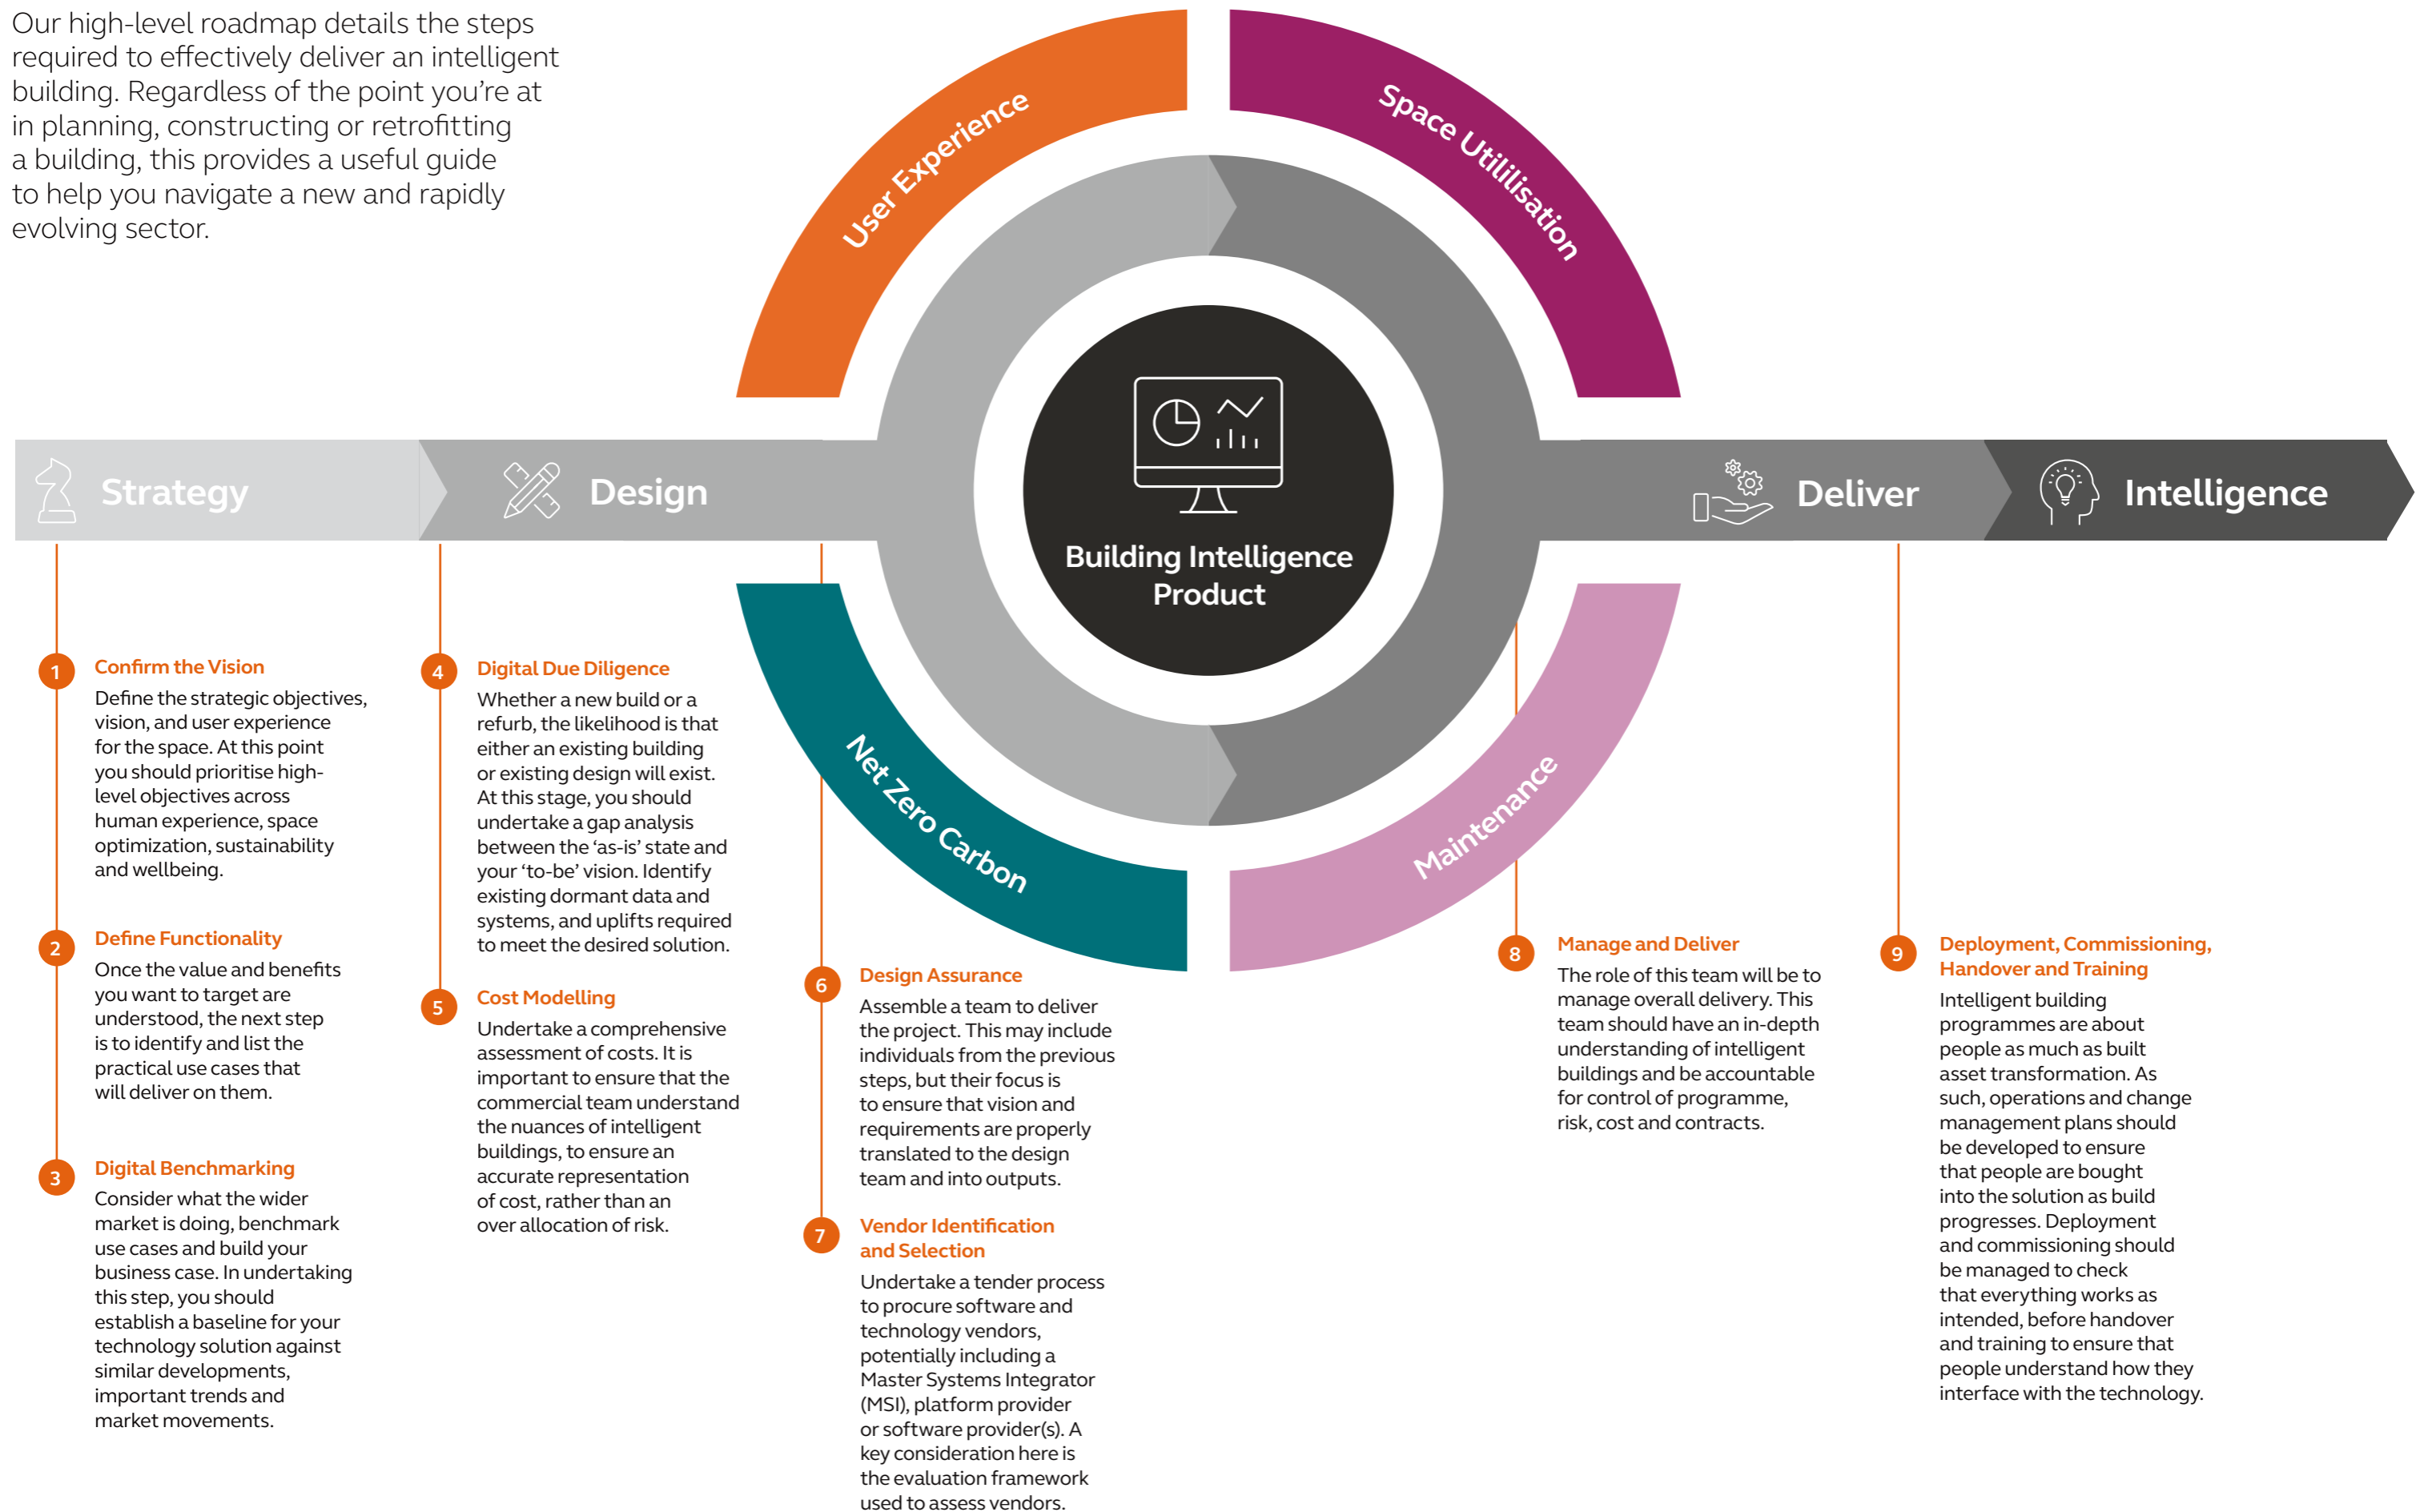 Our high-level roadmap details the steps
required to effectively deliver an intelligent
building. Regardless of the point you’re at
in planning, constructing or retrofitting
a building, this provides a useful guide
to help you navigate a new and rapidly
evolving sector.
User Experience
Space Utililisation
Strategy
Design
Building Intelligence
Product
Deliver
Intelligence
Net Zero Carbon
Maintenance
1
Confirm the Vision
Define the strategic objectives,
vision, and user experience
for the space. At this point
you should prioritise high-
level objectives across
human experience, space
optimization, sustainability
and wellbeing.
2
Define Functionality
Once the value and benefits
you want to target are
understood, the next step
is to identify and list the
practical use cases that
will deliver on them.
3
Digital Benchmarking
Consider what the wider
market is doing, benchmark
use cases and build your
business case. In undertaking
this step, you should
establish a baseline for your
technology solution against
similar developments,
important trends and
market movements.
4
Digital Due Diligence
Whether a new build or a
refurb, the likelihood is that
either an existing building
or existing design will exist.
At this stage, you should
undertake a gap analysis
between the ‘as-is’ state and
your ‘to-be’ vision. Identify
existing dormant data and
systems, and uplifts required
to meet the desired solution.
5
Cost Modelling
Undertake a comprehensive
assessment of costs. It is
important to ensure that the
commercial team understand
the nuances of intelligent
buildings, to ensure an
accurate representation
of cost, rather than an
over allocation of risk.
6
Design Assurance
Assemble a team to deliver
the project. This may include
individuals from the previous
steps, but their focus is
to ensure that vision and
requirements are properly
translated to the design
team and into outputs.
7
Vendor Identification
and Selection
Undertake a tender process
to procure software and
technology vendors,
potentially including a
Master Systems Integrator
(MSI), platform provider
or software provider(s). A
key consideration here is
the evaluation framework
used to assess vendors.
8
Manage and Deliver
The role of this team will be to
manage overall delivery. This
team should have an in-depth
understanding of intelligent
buildings and be accountable
for control of programme,
risk, cost and contracts.
9
Deployment, Commissioning,
Handover and Training
Intelligent building
programmes are about
people as much as built
asset transformation. As
such, operations and change
management plans should
be developed to ensure
that people are bought
into the solution as build
progresses. Deployment
and commissioning should
be managed to check
that everything works as
intended, before handover
and training to ensure that
people understand how they
interface with the technology.